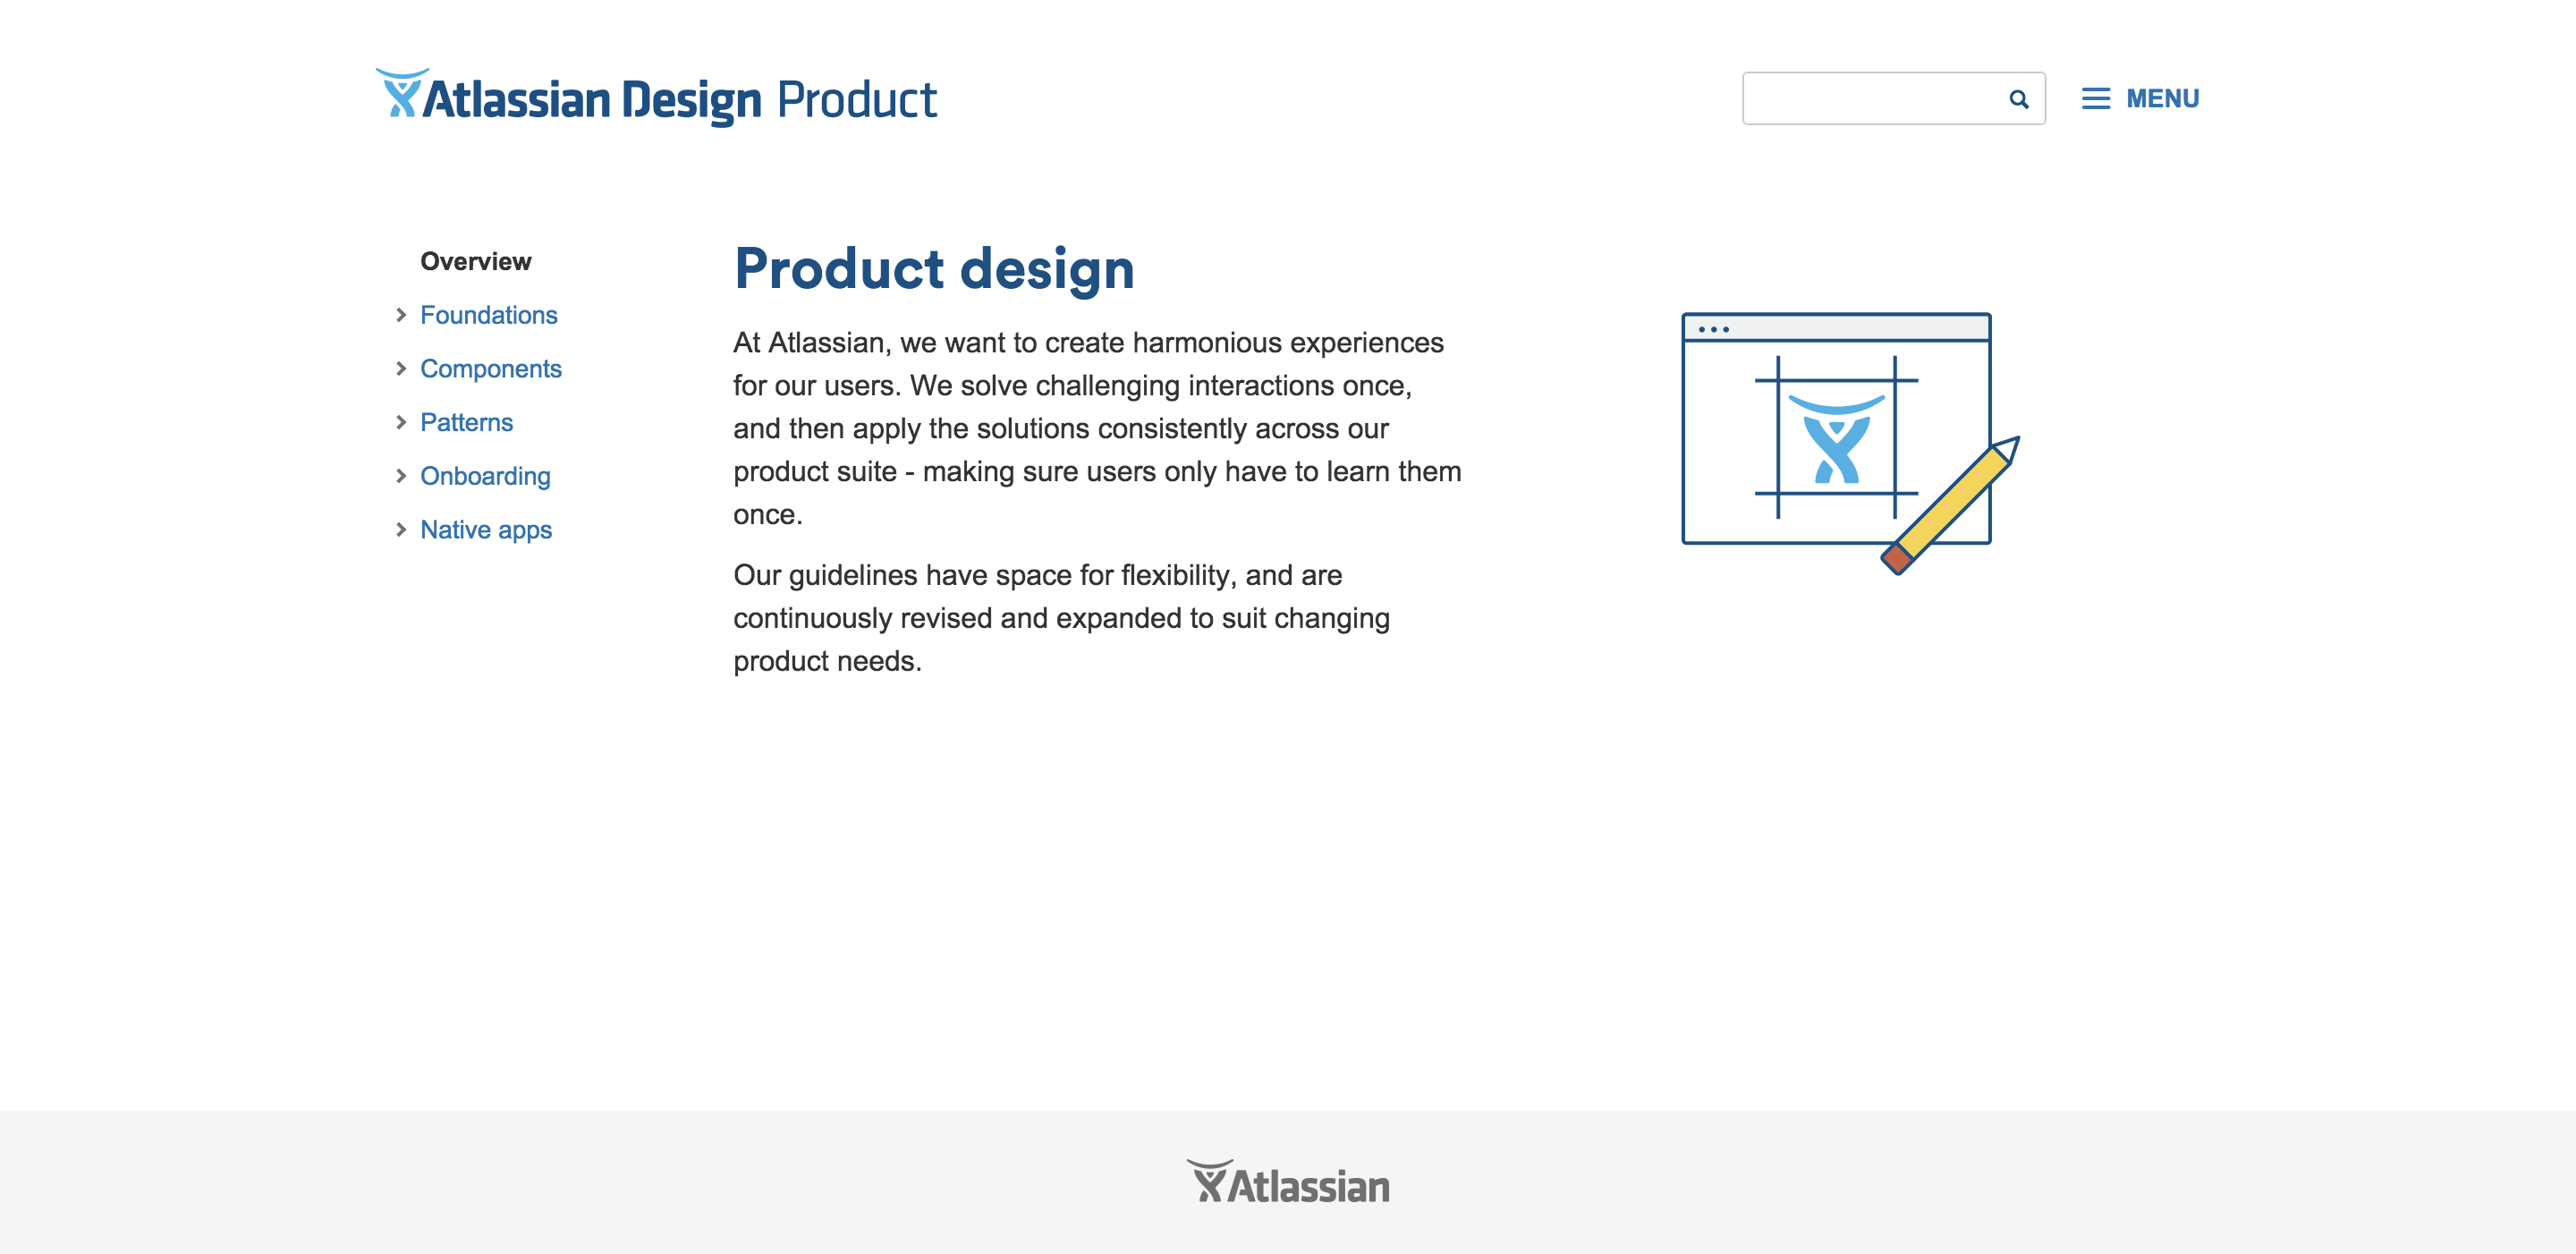 Atlassian Design Product
MENU
Overview
Foundations
Components
Patterns
Onboarding
Native apps
Product design
At Atlassian, we want to create harmonious experiences
for our users. We solve challenging interactions once,
and then apply the solutions consistently across our
product suite - making sure users only have to learn them
once.
Our guidelines have space for flexibility, and are
continuously revised and expanded to suit changing
product needs.
Atlassian